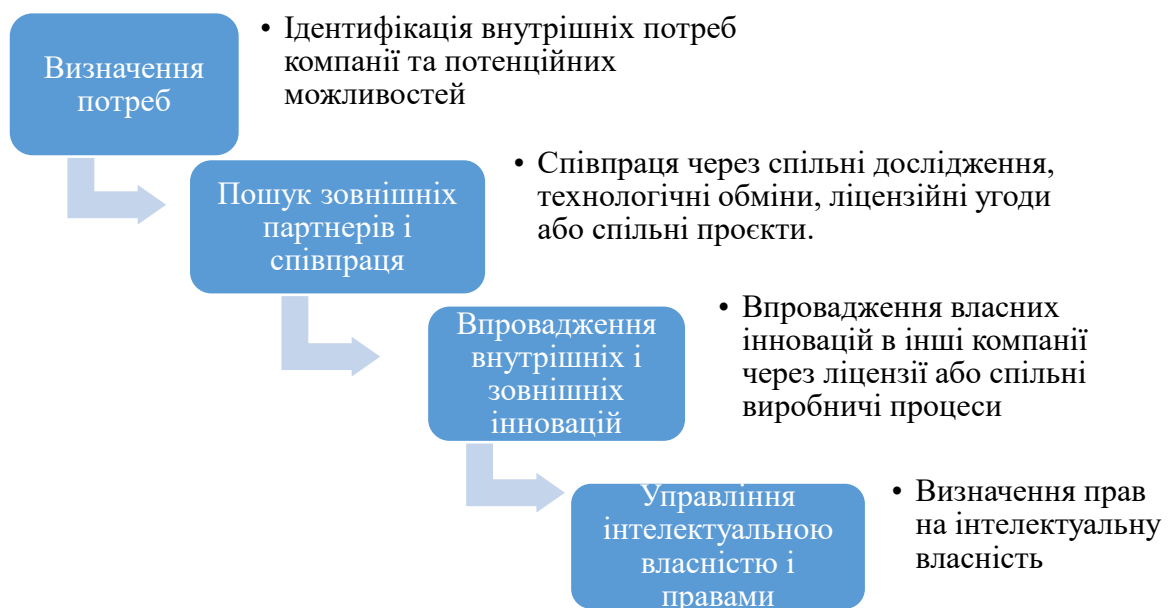 Визначення
потреб
• Ідентифікація внутрішніх потреб
компанії та потенційних
можливостей
Пошук зовнішніх
партнерів і
співпраця
• Співпраця через спільні дослідження,
технологічні обміни, ліцензійні угоди
або спільні проєкти.
Впровадження
внутрішніх і
зовнішніх
інновацій
• Впровадження власних
інновацій в інші компанії
через ліцензії або спільні
виробничі процеси
Управління
інтелектуальною
власністю і
правами
• Визначення прав
на інтелектуальну
власність